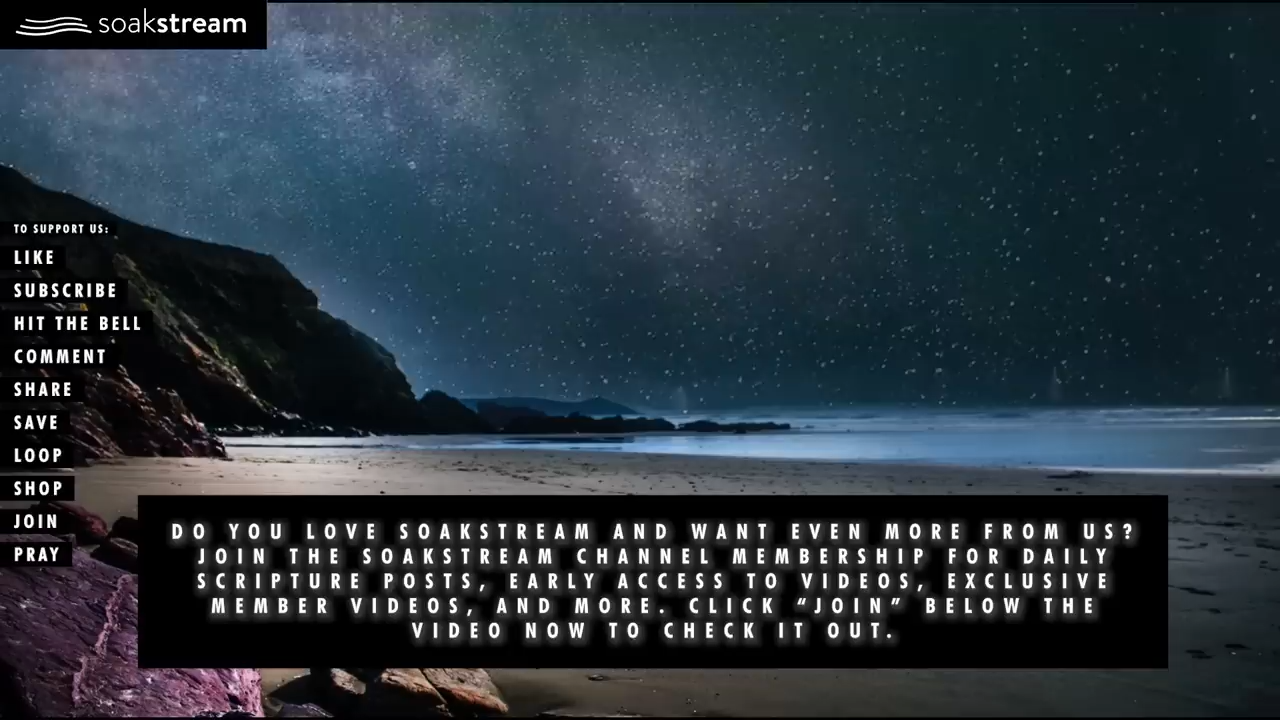 soakstream
TO SUPPORT US:
LIKE
SUBSCRIBE
HIT THE BELL
COMMENT
SHARE
SAVE
LOOP
SHOP
JOIN
PRAY
DO YOU LOVE SOAKSTREAM AND WANT EVEN MORE FROM US?
JOIN THE SOAKSTREAM CHANNEL MEMBERSHIP FOR DAILY
SCRIPTURE POSTS, EARLY ACCESS TO VIDEOS, EXCLUSIVE
MEMBER VIDEOS, AND MORE. CLICK “JOIN” BELOW THE
VIDEO NOW TO CHECK IT OUT.